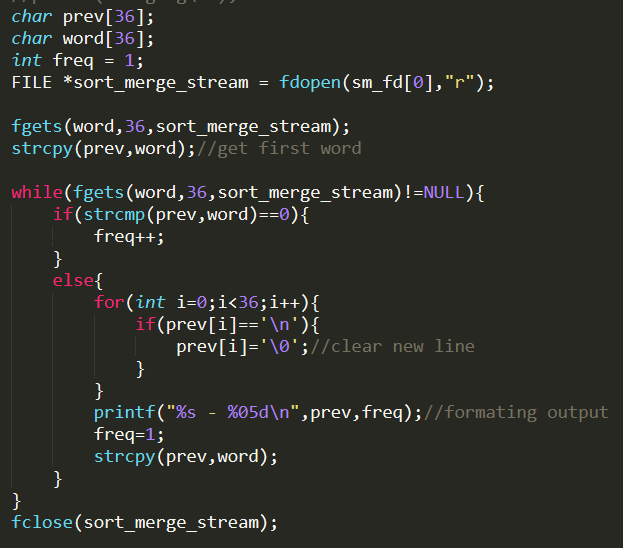 char prev[36];
char word[36];
int freq = 1;
FILE *sort_merge_stream = fdopen(sm_fd[0],"r");

fgets(word,36,sort_merge_stream);
strcpy(prev,word);//get first word

while(fgets(word,36,sort_merge_stream)!=NULL){
    if(strcmp(prev,word)==0){
        freq++;
    }
    else{
        for(int i=0;i<36;i++){
            if(prev[i]=='\n'){
                prev[i]='\0';//clear new line
            }
        }
        printf("%s - %05d\n",prev,freq);//formating output
        freq=1;
        strcpy(prev,word);
    }
}
fclose(sort_merge_stream);